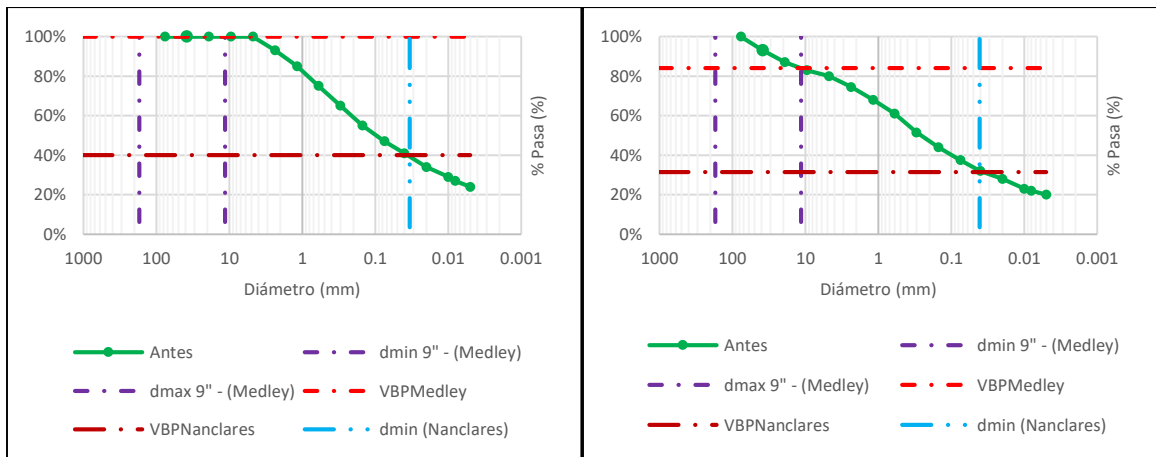 100%
80%
60%
40%
20%
0%
1000 100 10 1 0.1 0.01 0.001
% Pasa (%)
Diámetro (mm)
Antes
dmin 9" - (Medley)
dmax 9" - (Medley)
VBPMedley
VBPNanclares
dmin (Nanclares)
100%
80%
60%
40%
20%
0%
1000 100 10 1 0.1 0.01 0.001
% Pasa (%)
Diámetro (mm)
Antes
dmin 9" - (Medley)
dmax 9" - (Medley)
VBPMedley
VBPNanclares
dmin (Nanclares)